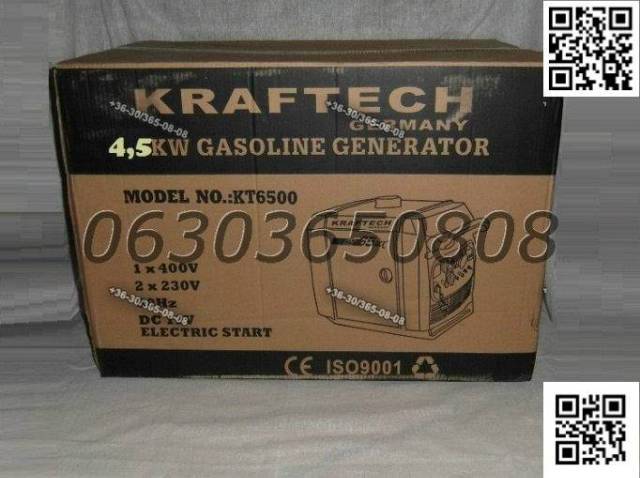 KRAFTECH
+36-30/365-08-08
+36-30/365-08-08
GERMANY
4,5KW GASOLINE GENERATOR
MODEL NO.:KT6500
KRAFTECH
06303650808
1 x 400V
2 x 230V
+36-30/365-08-08
+36-30/365-08-08
Hz
DC
ELECTRIC START
CE ISO9001